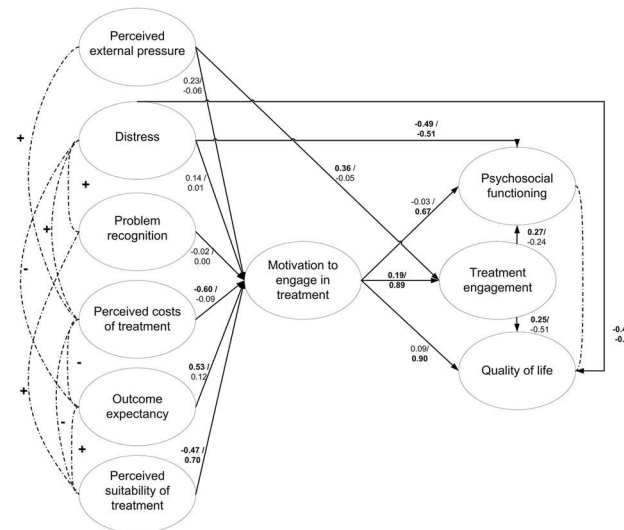 Perceived
external pressure
0.23/
-0.06
+
Distress
-0.49 /
-0.51
+
0.14 /
0.01
0.36 /
-0.05
Psychosocial
functioning
+
Problem
recognition
-0.02 /
0.00
-0.03 /
0.67
0.27/
-0.24
-
Motivation to
engage in
treatment
0.19/
0.89
Treatment
engagement
Perceived costs
of treatment
-0.60 /
-0.09
0.25/
-0.51
-
0.53 /
0.12
0.09/
0.90
Quality of life
+
Outcome
expectancy
-
+
-0.47 /
0.70
Perceived
suitability of
treatment